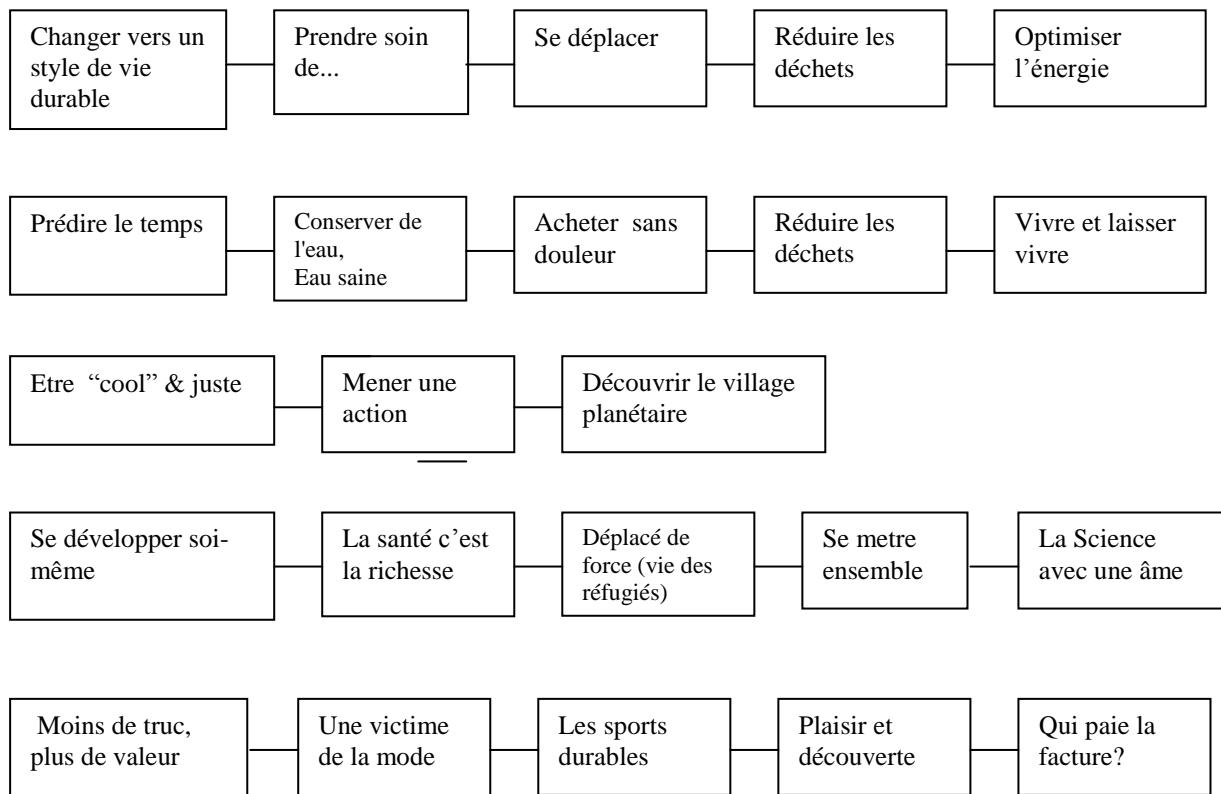 Changer vers un
style de vie
durable
Prendre soin
de...
Se déplacer
Réduire les
déchets
Optimiser
l’énergie
Prédire le temps
Conserver de
l'eau,
Eau saine
Acheter sans
douleur
Réduire les
déchets
Vivre et laisser
vivre
Etre “cool” & juste
Mener une
action
Découvrir le village
planétaire
Se développer soi-
même
La santé c’est
la richesse
Déplacé de
force (vie des
réfugiés)
Se metre
ensemble
La Science
avec une âme
Moins de truc,
plus de valeur
Une victime
de la mode
Les sports
durables
Plaisir et
découverte
Qui paie la
facture?